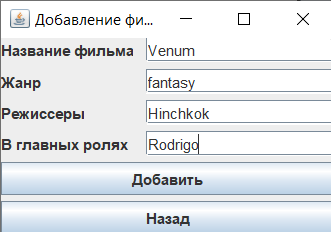 Добавление фи...
Название фильма Venum
Жанр fantasy
Режиссеры Hinchkok
В главных ролях Rodrigo
Добавить
Назад